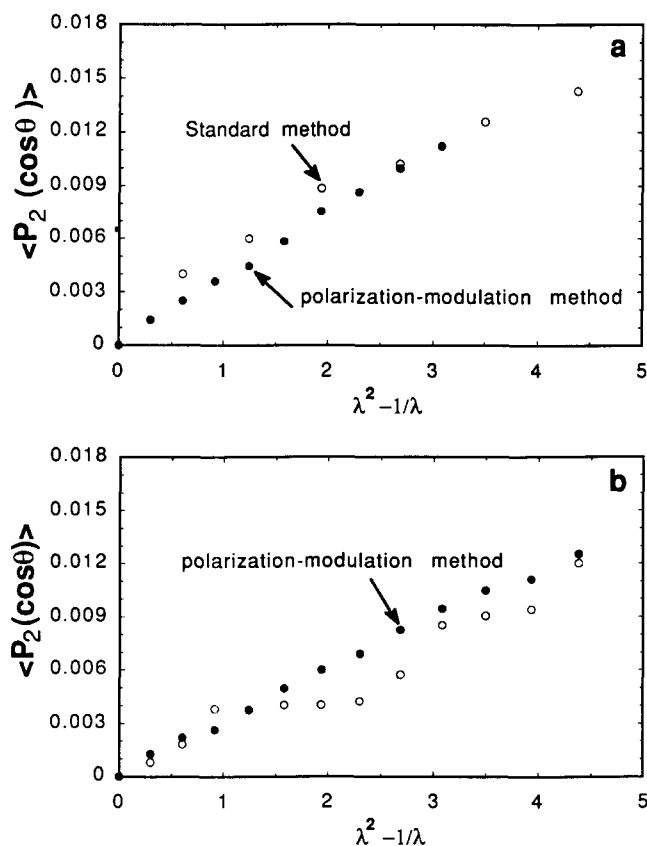 a
0.018
0.015
0.012
0.009
0.006
0.003
0
<P₂ (cosθ)>
Standard method
polarization-modulation method
0 1 2 3 4 5
λ² -1/λ
b
0.018
0.015
0.012
0.009
0.006
0.003
0
<P₂(cosθ)>
polarization-modulation method
0 1 2 3 4 5
λ² -1/λ